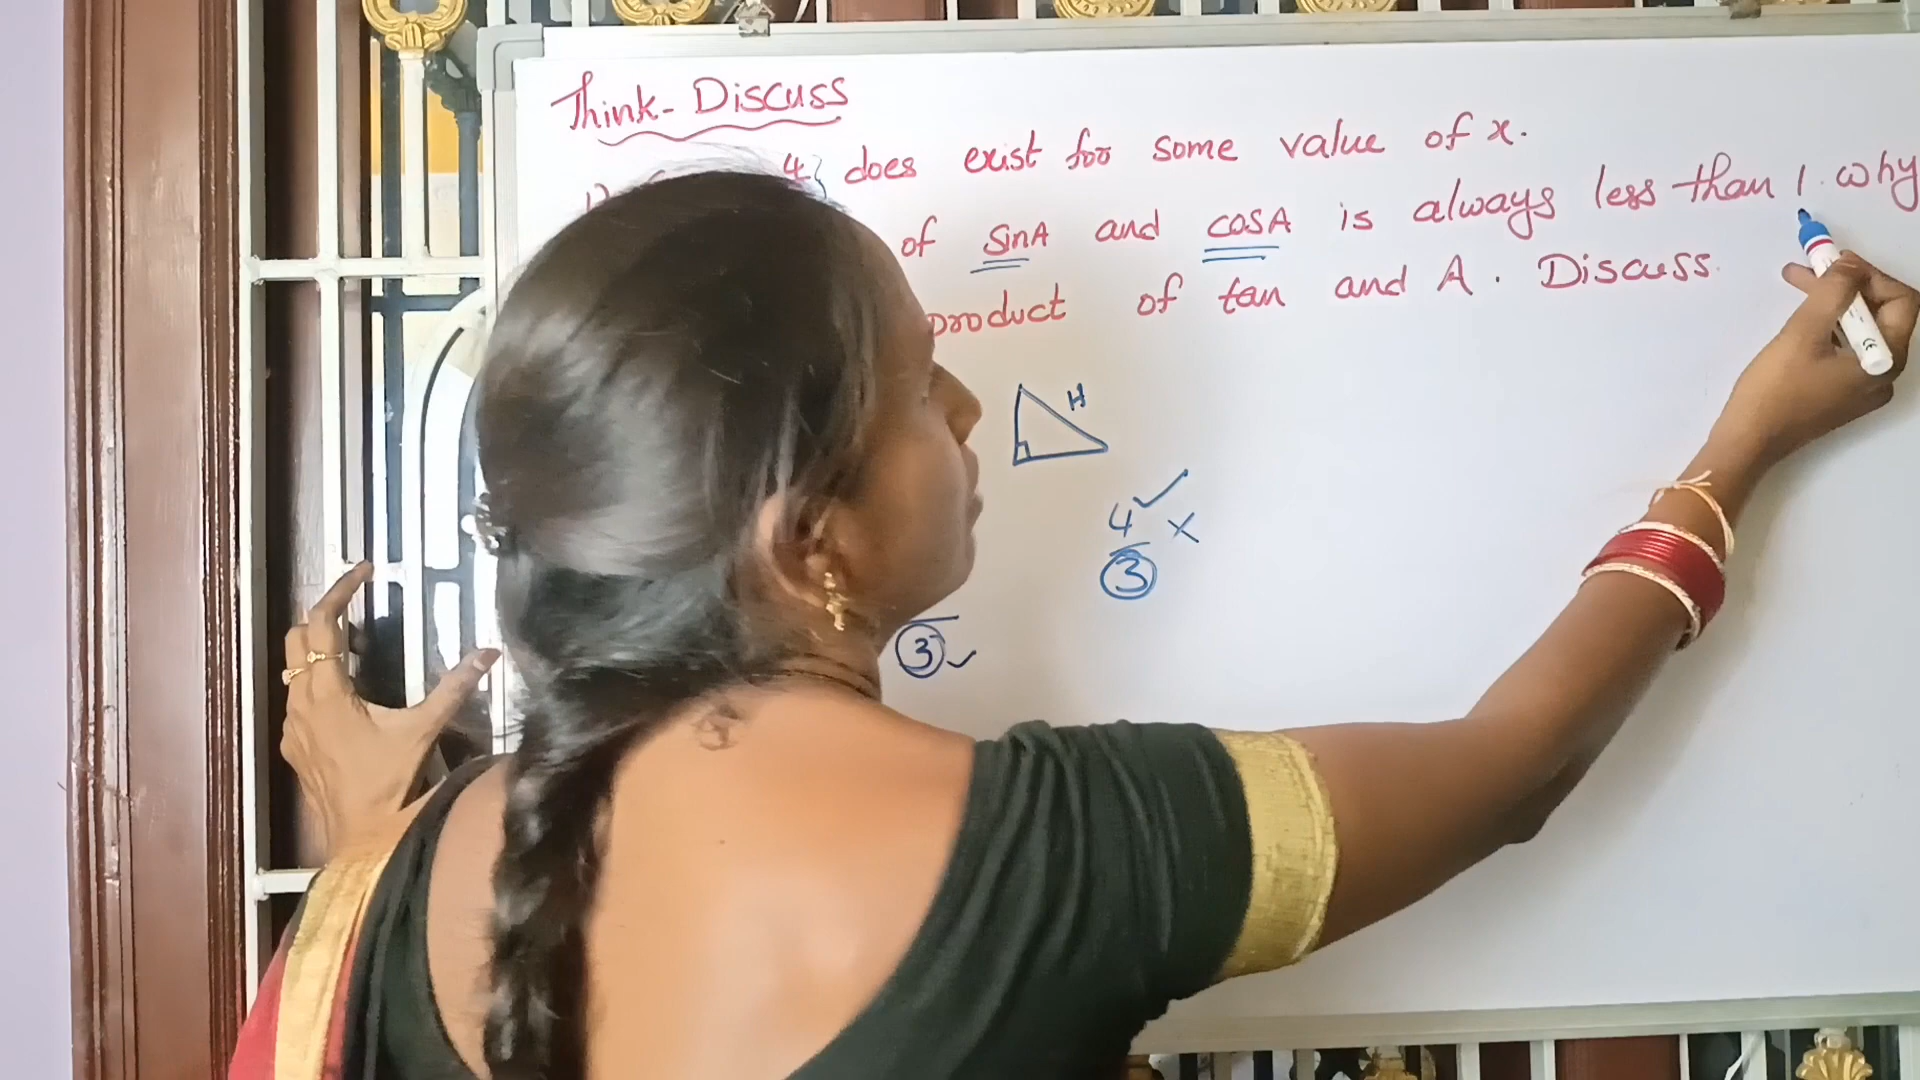 Think-Discuss
4 does exist for some value of x.
of sinA and cosA is always less than 1. why
product of tan and A. Discuss.
H
4
3
3